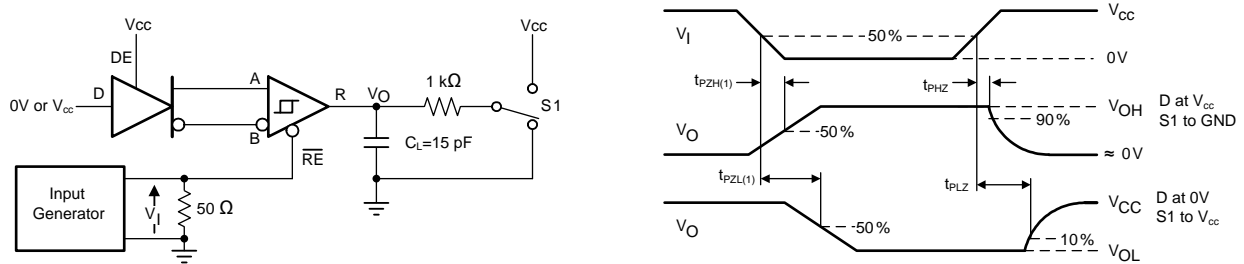 Vcc
DE
D
0V or Vcc
A
B
R
VO
1 kΩ
Vcc
S1
CL=15 pF
RE
Input
Generator
VI
50 Ω
VI
50%
Vcc
0V
tPZH(1)
tPHZ
VO
50%
VOH
90%
≈ 0V
D at Vcc
S1 to GND
tPZL(1)
tPLZ
VO
50%
VCC
10%
VOL
D at 0V
S1 to Vcc